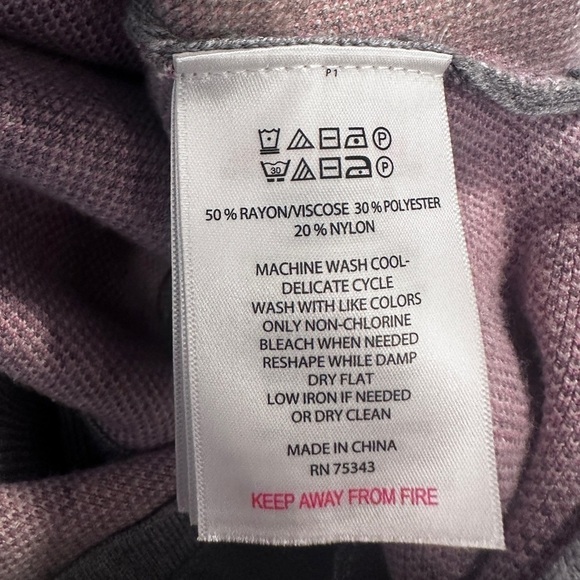 P1
P
30 P
50 % RAYON/VISCOSE 30 % POLYESTER
20 % NYLON
MACHINE WASH COOL-
DELICATE CYCLE
WASH WITH LIKE COLORS
ONLY NON-CHLORINE
BLEACH WHEN NEEDED
RESHAPE WHILE DAMP
DRY FLAT
LOW IRON IF NEEDED
OR DRY CLEAN
MADE IN CHINA
RN 75343
KEEP AWAY FROM FIRE